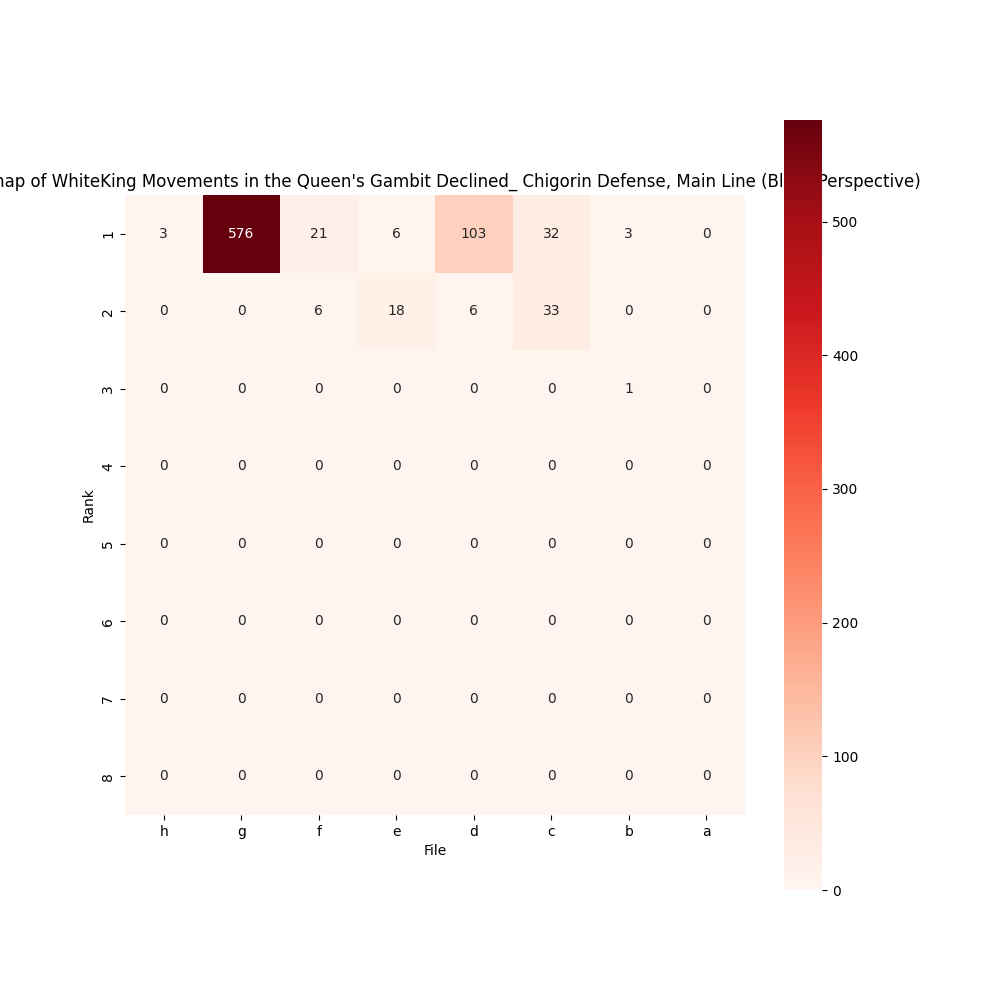 map of WhiteKing Movements in the Queen's Gambit Declined_ Chigorin Defense, Main Line ( Perspective)
1 3 576 21 6 103 32 3 0
2 0 0 6 18 6 33 0 0
3 0 0 0 0 0 0 1 0
4 0 0 0 0 0 0 0 0
5 0 0 0 0 0 0 0 0
6 0 0 0 0 0 0 0 0
7 0 0 0 0 0 0 0 0
8 0 0 0 0 0 0 0 0
h g f e d c b a
File
Rank
500
400
300
200
100
0